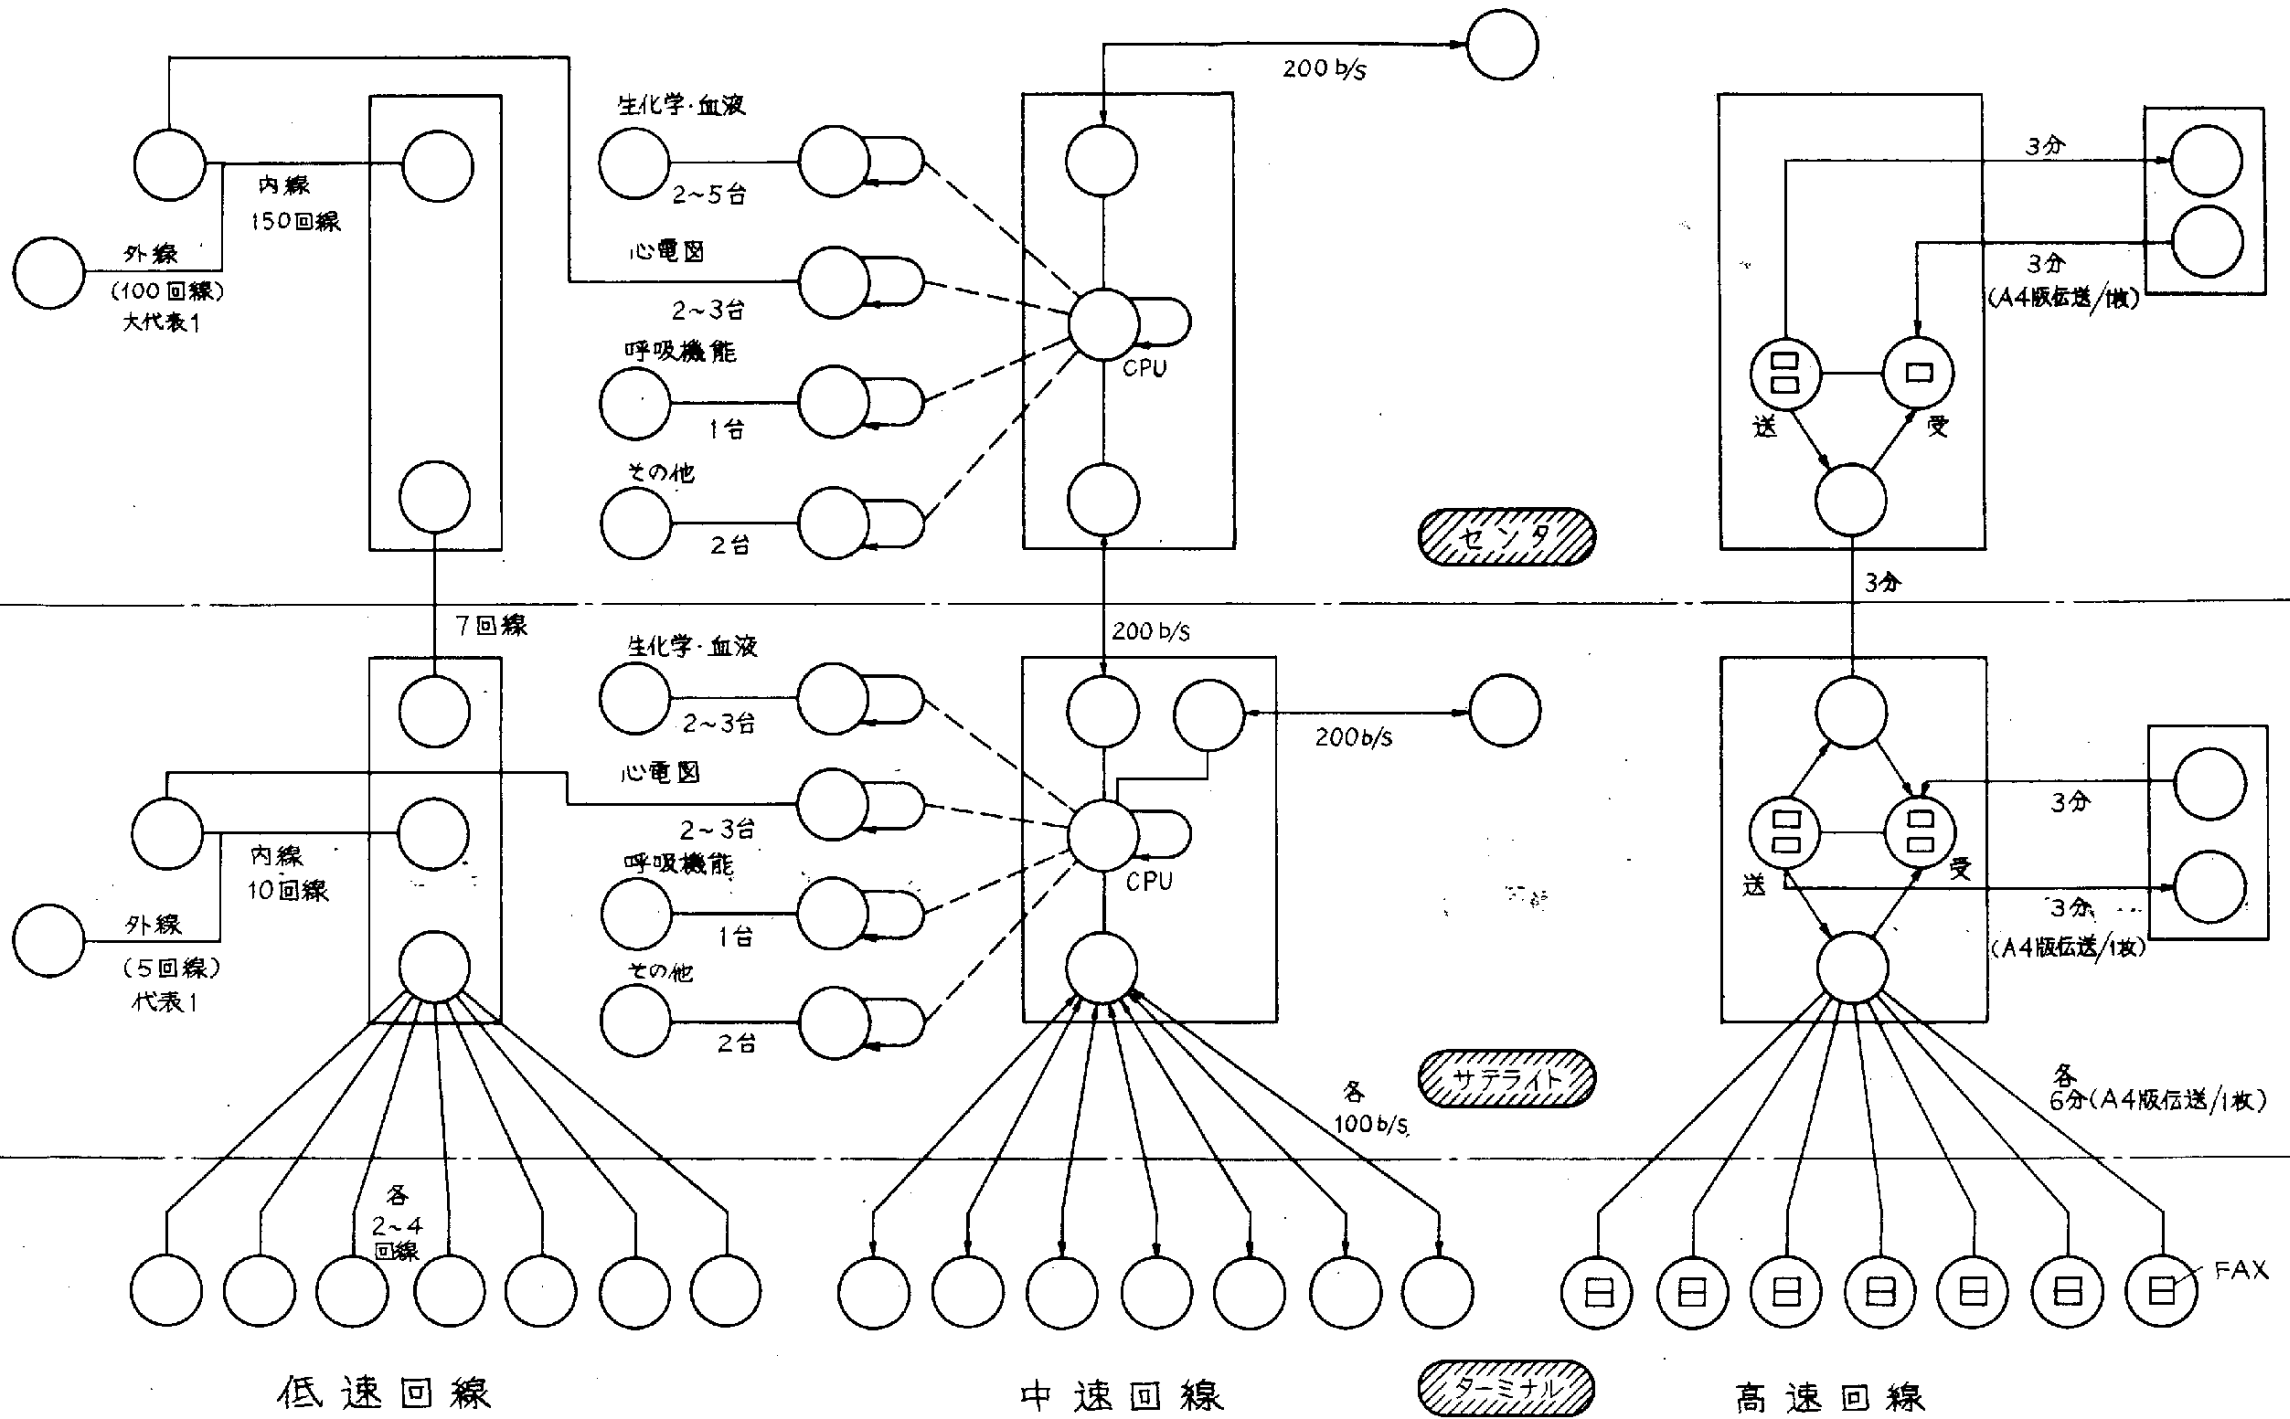 200 b/s
生化学・血液
2~5台
内線
150回線
外線
(100回線)
大代表1
心電図
2~3台
呼吸機能
1台
その他
2台
CPU
3分
3分
(A4版伝送/1枚)
送
受
センタ
3分
7回線
200 b/s
生化学・血液
2~3台
心電図
2~3台
呼吸機能
1台
その他
2台
内線
10回線
外線
(5回線)
代表1
200b/s
CPU
3分
送
受
3分
(A4版伝送/1枚)
サテライト
各
100b/s
各
6分(A4版伝送/1枚)
各
2~4
回線
FAX
低速回線
中速回線
ターミナル
高速回線